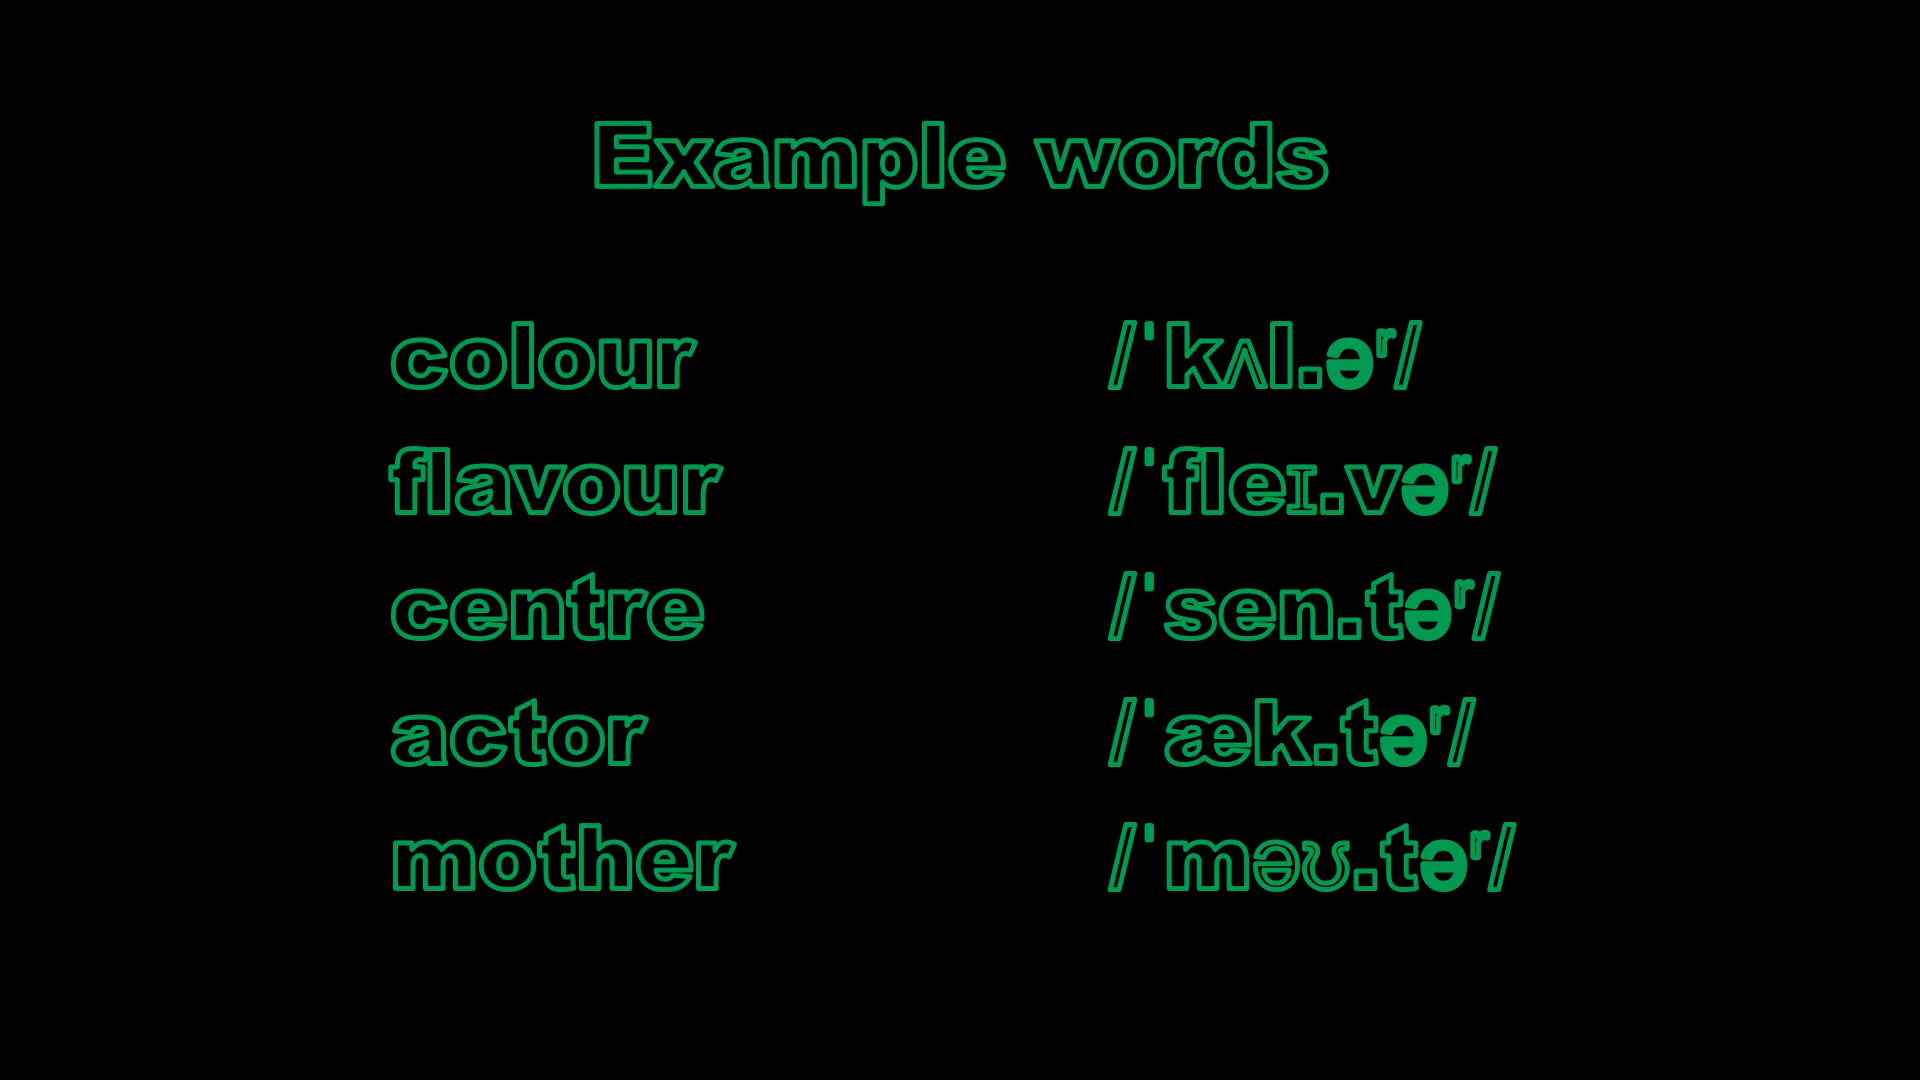 Example words
colour /ˈkʌl.əʳ/
flavour /ˈfleɪ.vəʳ/
centre /ˈsen.təʳ/
actor /ˈæk.təʳ/
mother /ˈməʊ.təʳ/